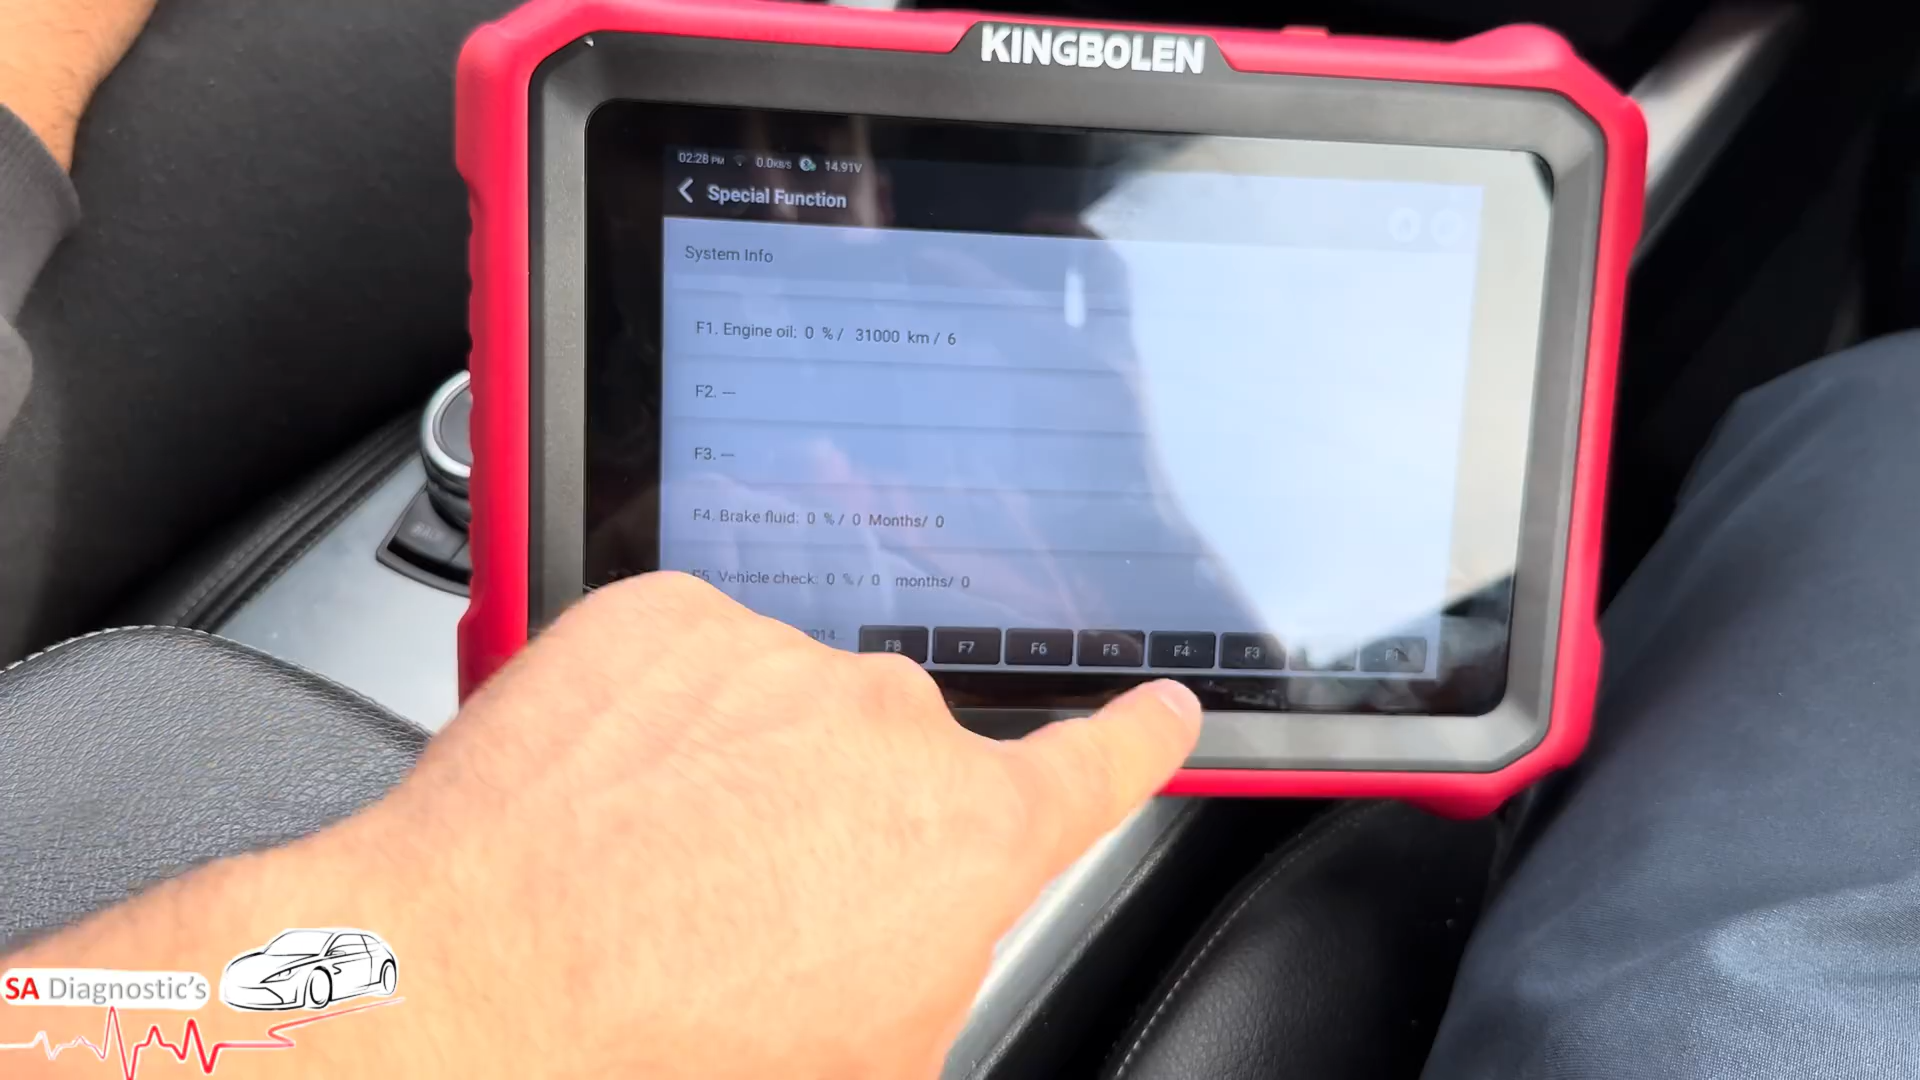 KINGBOLEN
02:28 PM 0.0KB/S 14.91V
Special Function
System Info
F1. Engine oil: 0 % / 31000 km / 6
F2. ---
F3. ---
F4. Brake fluid: 0 % / 0 Months/ 0
F5. Vehicle check: 0 % / 0 months/ 0
F8 F7 F6 F5 F4 F3 F1
SA Diagnostic's